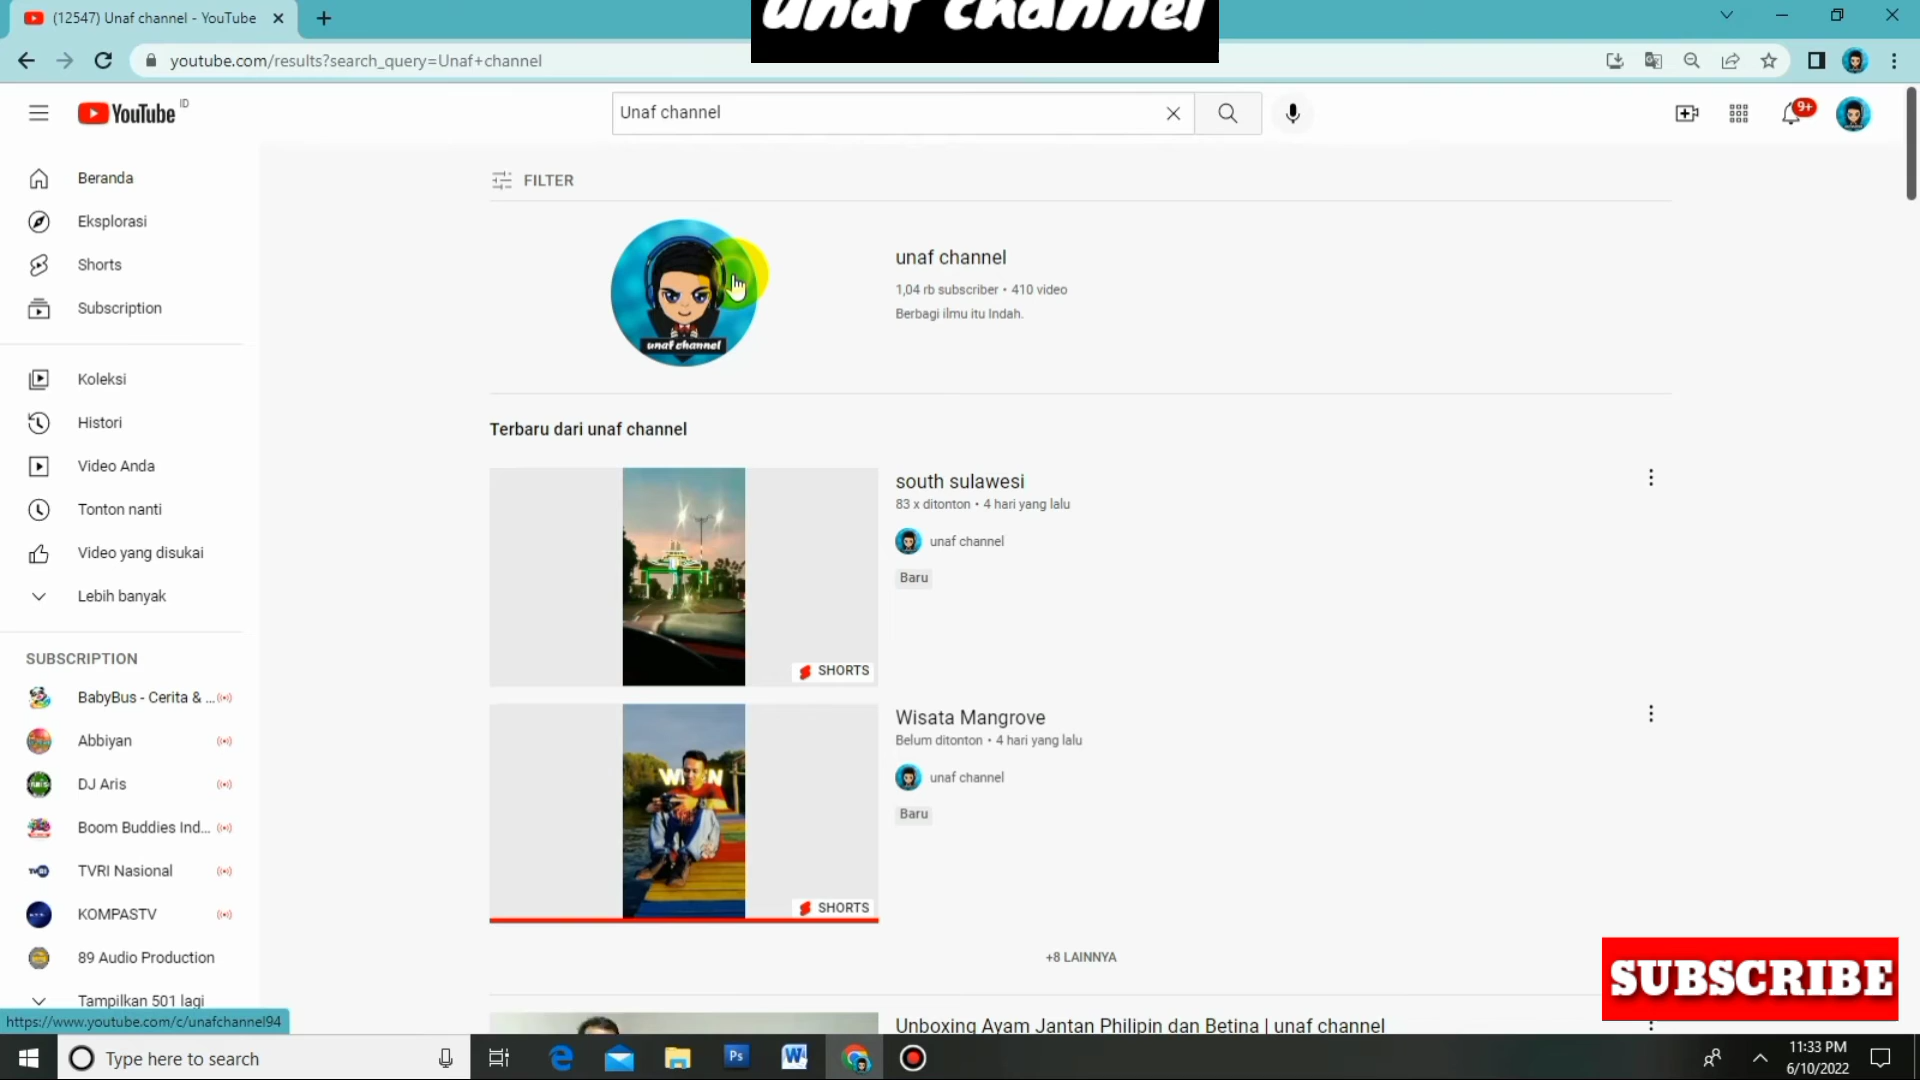 (12547) Unaf channel - YouTube
unaf channel
youtube.com/results?search_query=Unaf+channel
YouTube ID
Unaf channel
9+
Beranda
Eksplorasi
Shorts
Subscription
Koleksi
Histori
Video Anda
Tonton nanti
Video yang disukai
Lebih banyak
SUBSCRIPTION
BabyBus - Cerita & ...
Abbiyan
DJ Aris
Boom Buddies Ind...
TVRI Nasional
KOMPASTV
89 Audio Production
Tampilkan 501 lagi
https://www.youtube.com/c/unafchannel94
FILTER
unaf channel
unaf channel
1,04 rb subscriber • 410 video
Berbagi ilmu itu Indah.
Terbaru dari unaf channel
south sulawesi
83 x ditonton • 4 hari yang lalu
unaf channel
Baru
SHORTS
Wisata Mangrove
Belum ditonton • 4 hari yang lalu
unaf channel
Baru
SHORTS
+8 LAINNYA
Unboxing Ayam Jantan Philipin dan Betina | unaf channel
SUBSCRIBE
Type here to search
Ps
W
11:33 PM
6/10/2022